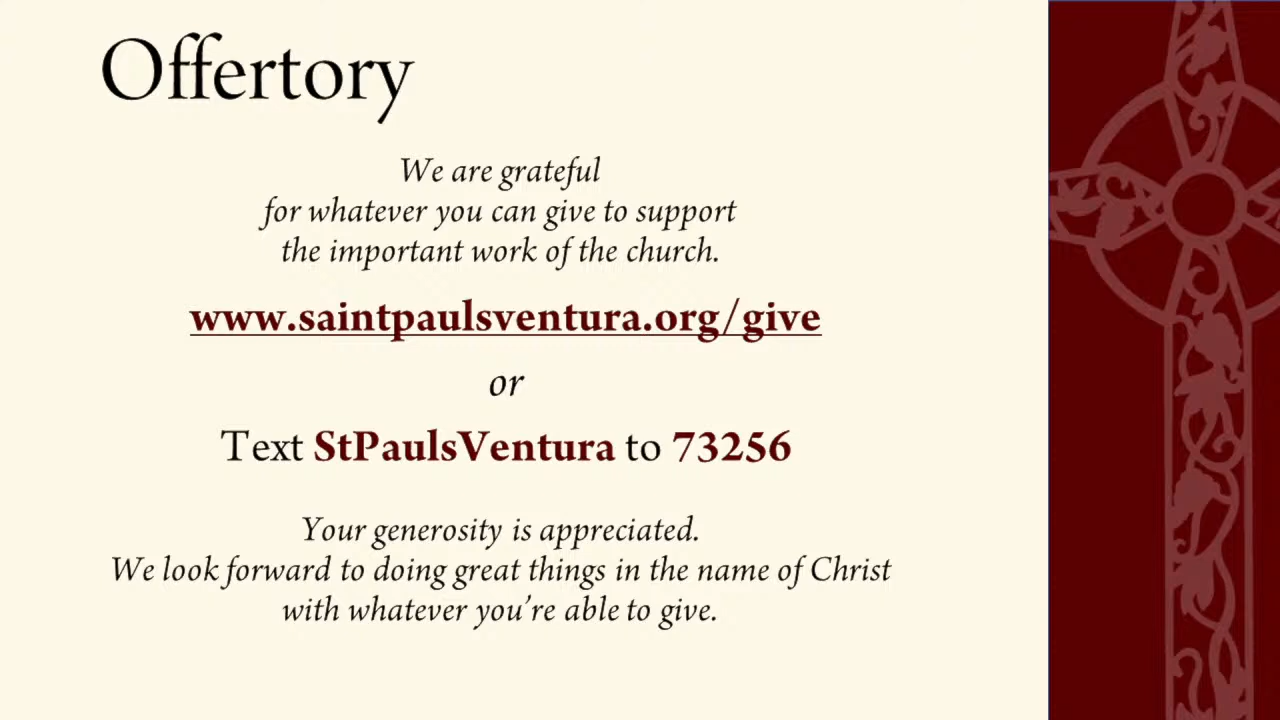 Offertory
We are grateful
for whatever you can give to support
the important work of the church.
www.saintpaulsventura.org/give
or
Text StPaulsVentura to 73256
Your generosity is appreciated.
We look forward to doing great things in the name of Christ
with whatever you’re able to give.